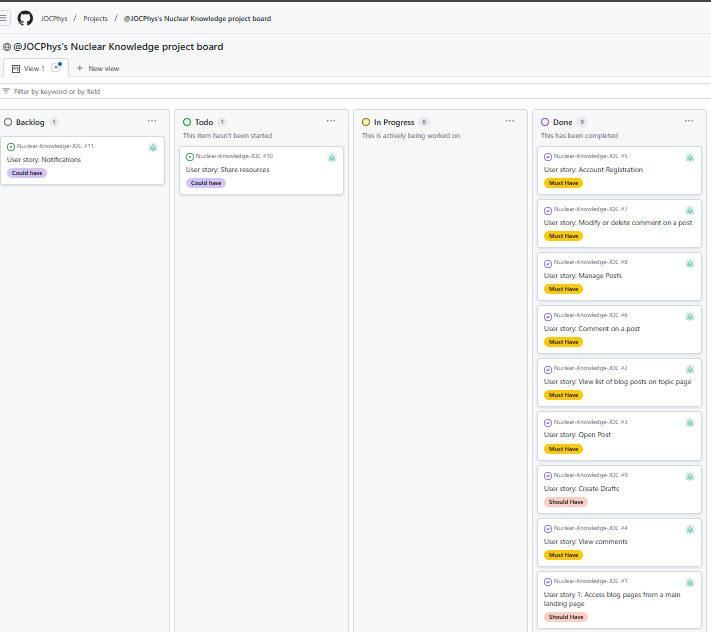 JOCPhys / Projects / @JOCPhys's Nuclear Knowledge project board
@JOCPhys's Nuclear Knowledge project board
View 1
+ New view
Filter by keyword or by field
Backlog 1 ...
Nuclear-Knowledge-JOC #11
User story: Notifications
Could have
Todo 1 ...
This item hasn't been started
Nuclear-Knowledge-JOC #10
User story: Share resources
Could have
In Progress 0 ...
This is actively being worked on
Done 9 ...
This has been completed
Nuclear-Knowledge-JOC #5
User story: Account Registration
Must Have
Nuclear-Knowledge-JOC #7
User story: Modify or delete comment on a post
Must Have
Nuclear-Knowledge-JOC #8
User story: Manage Posts
Must Have
Nuclear-Knowledge-JOC #6
User story: Comment on a post
Must Have
Nuclear-Knowledge-JOC #2
User story: View list of blog posts on topic page
Must Have
Nuclear-Knowledge-JOC #3
User story: Open Post
Must Have
Nuclear-Knowledge-JOC #9
User story: Create Drafts
Should Have
Nuclear-Knowledge-JOC #4
User story: View comments
Must Have
Nuclear-Knowledge-JOC #1
User story 1: Access blog pages from a main
landing page
Should Have